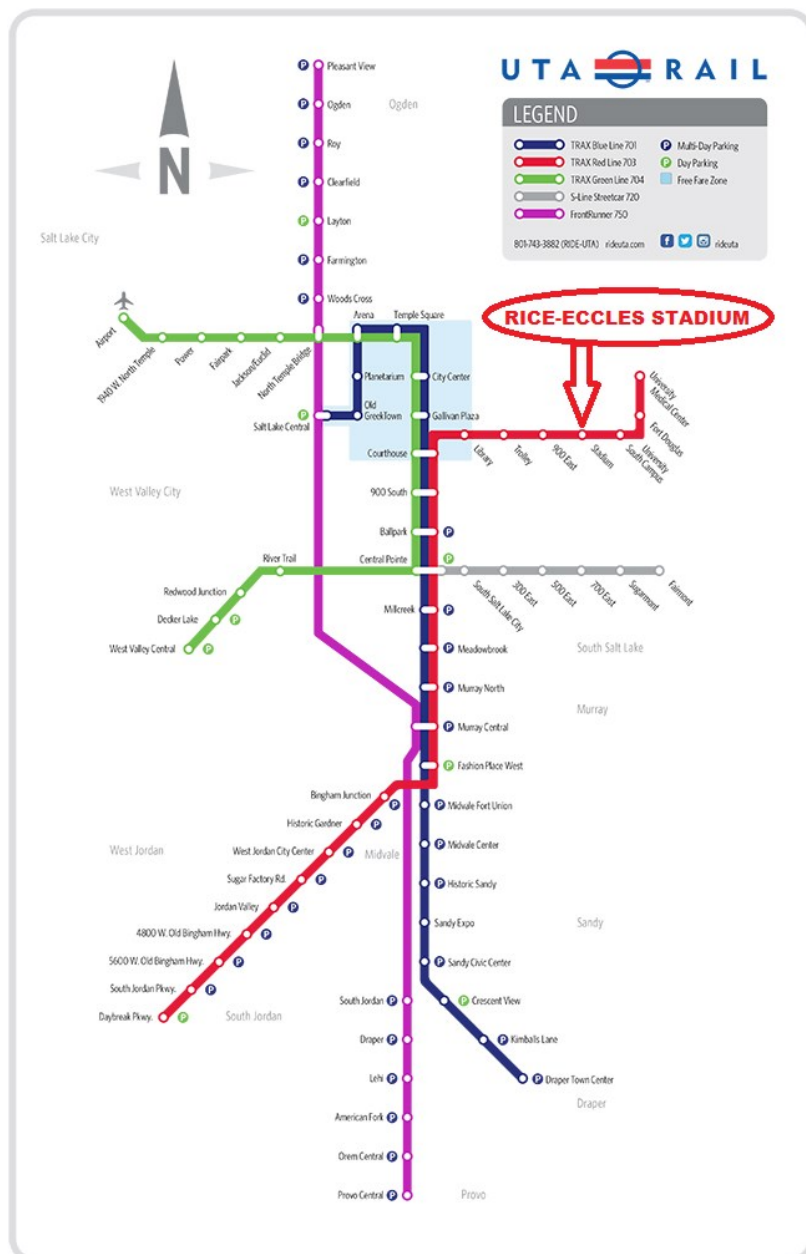 UTA RAIL
LEGEND
TRAX Blue Line 701
TRAX Red Line 703
TRAX Green Line 704
S-Line Streetcar 720
FrontRunner 750
P Multi-Day Parking
P Day Parking
Free Fare Zone
801-743-3882 (RIDE-UTA) rideuta.com
rideuta
N
Pleasant View
Ogden
Ogden
Roy
Clearfield
Layton
Salt Lake City
Farmington
Woods Cross
Airport
1940 W. North Temple
Power
Fairpark
Jackson/Euclid
North Temple Bridge
Arena
Temple Square
RICE-ECCLES STADIUM
Planetarium
City Center
Old
GreekTown
Salt Lake Central
Gallivan Plaza
Courthouse
Library
Trolley
900 East
Stadium
University
South Campus
Fort Douglas
University
Medical Center
West Valley City
900 South
Ballpark
Central Pointe
River Trail
Redwood Junction
Decker Lake
West Valley Central
South Salt Lake City
300 East
500 East
700 East
Sugarmont
Fairmont
Millcreek
Meadowbrook
South Salt Lake
Murray North
Murray
Murray Central
Fashion Place West
Bingham Junction
Midvale Fort Union
Historic Gardner
West Jordan
West Jordan City Center
Midvale
Midvale Center
Sugar Factory Rd.
Historic Sandy
Jordan Valley
Sandy Expo
Sandy
4800 W. Old Bingham Hwy.
5600 W. Old Bingham Hwy.
Sandy Civic Center
South Jordan Pkwy.
Daybreak Pkwy.
South Jordan
South Jordan
Crescent View
Draper
Kimballs Lane
Lehi
Draper Town Center
Draper
American Fork
Orem Central
Provo Central
Provo